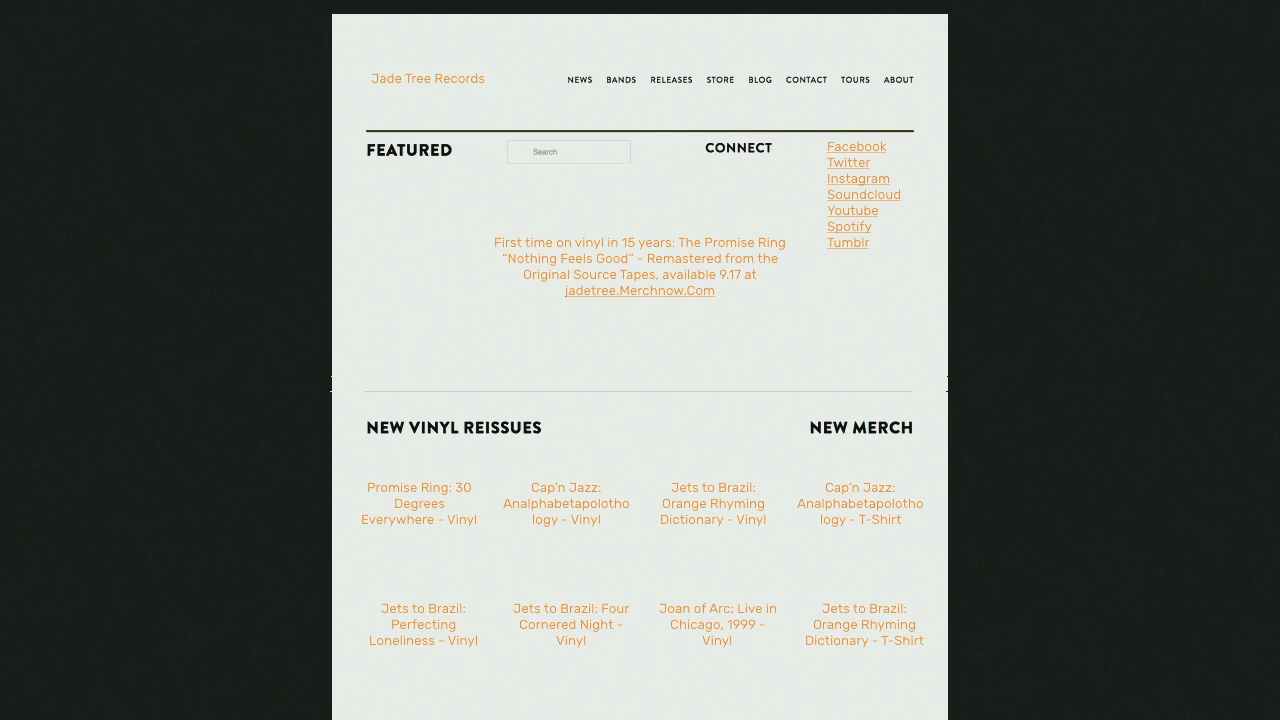 Jade Tree Records
NEWS BANDS RELEASES STORE BLOG CONTACT TOURS ABOUT
FEATURED
Search
CONNECT
Facebook
Twitter
Instagram
Soundcloud
Youtube
Spotify
Tumblr
First time on vinyl in 15 years: The Promise Ring
“Nothing Feels Good” - Remastered from the
Original Source Tapes, available 9.17 at
jadetree.Merchnow.Com
NEW VINYL REISSUES
NEW MERCH
Promise Ring: 30
Degrees
Everywhere - Vinyl
Cap’n Jazz:
Analphabetapolotho
logy - Vinyl
Jets to Brazil:
Orange Rhyming
Dictionary - Vinyl
Cap’n Jazz:
Analphabetapolotho
logy - T-Shirt
Jets to Brazil:
Perfecting
Loneliness - Vinyl
Jets to Brazil: Four
Cornered Night -
Vinyl
Joan of Arc: Live in
Chicago, 1999 -
Vinyl
Jets to Brazil:
Orange Rhyming
Dictionary - T-Shirt